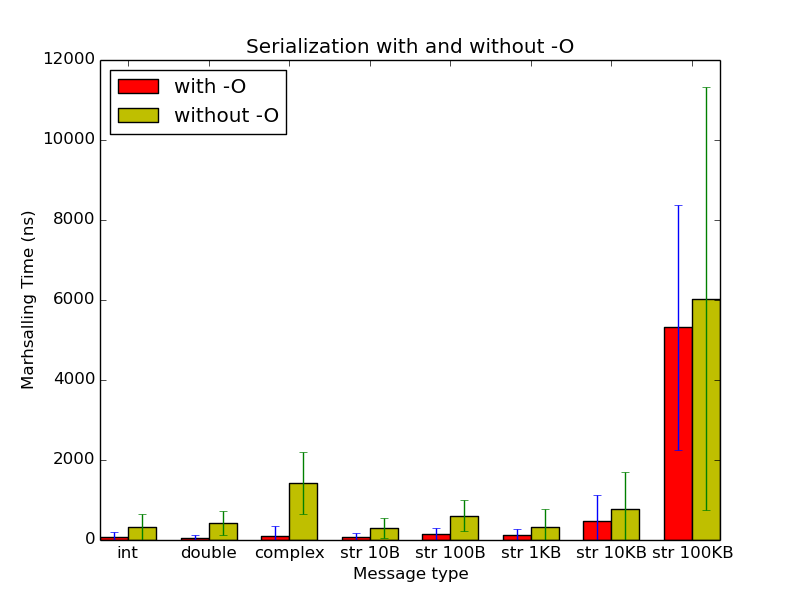 Serialization with and without -O
with -O
without -O
Marhsalling Time (ns)
12000
10000
8000
6000
4000
2000
0
int double complex str 10B str 100B str 1KB str 10KB str 100KB
Message type